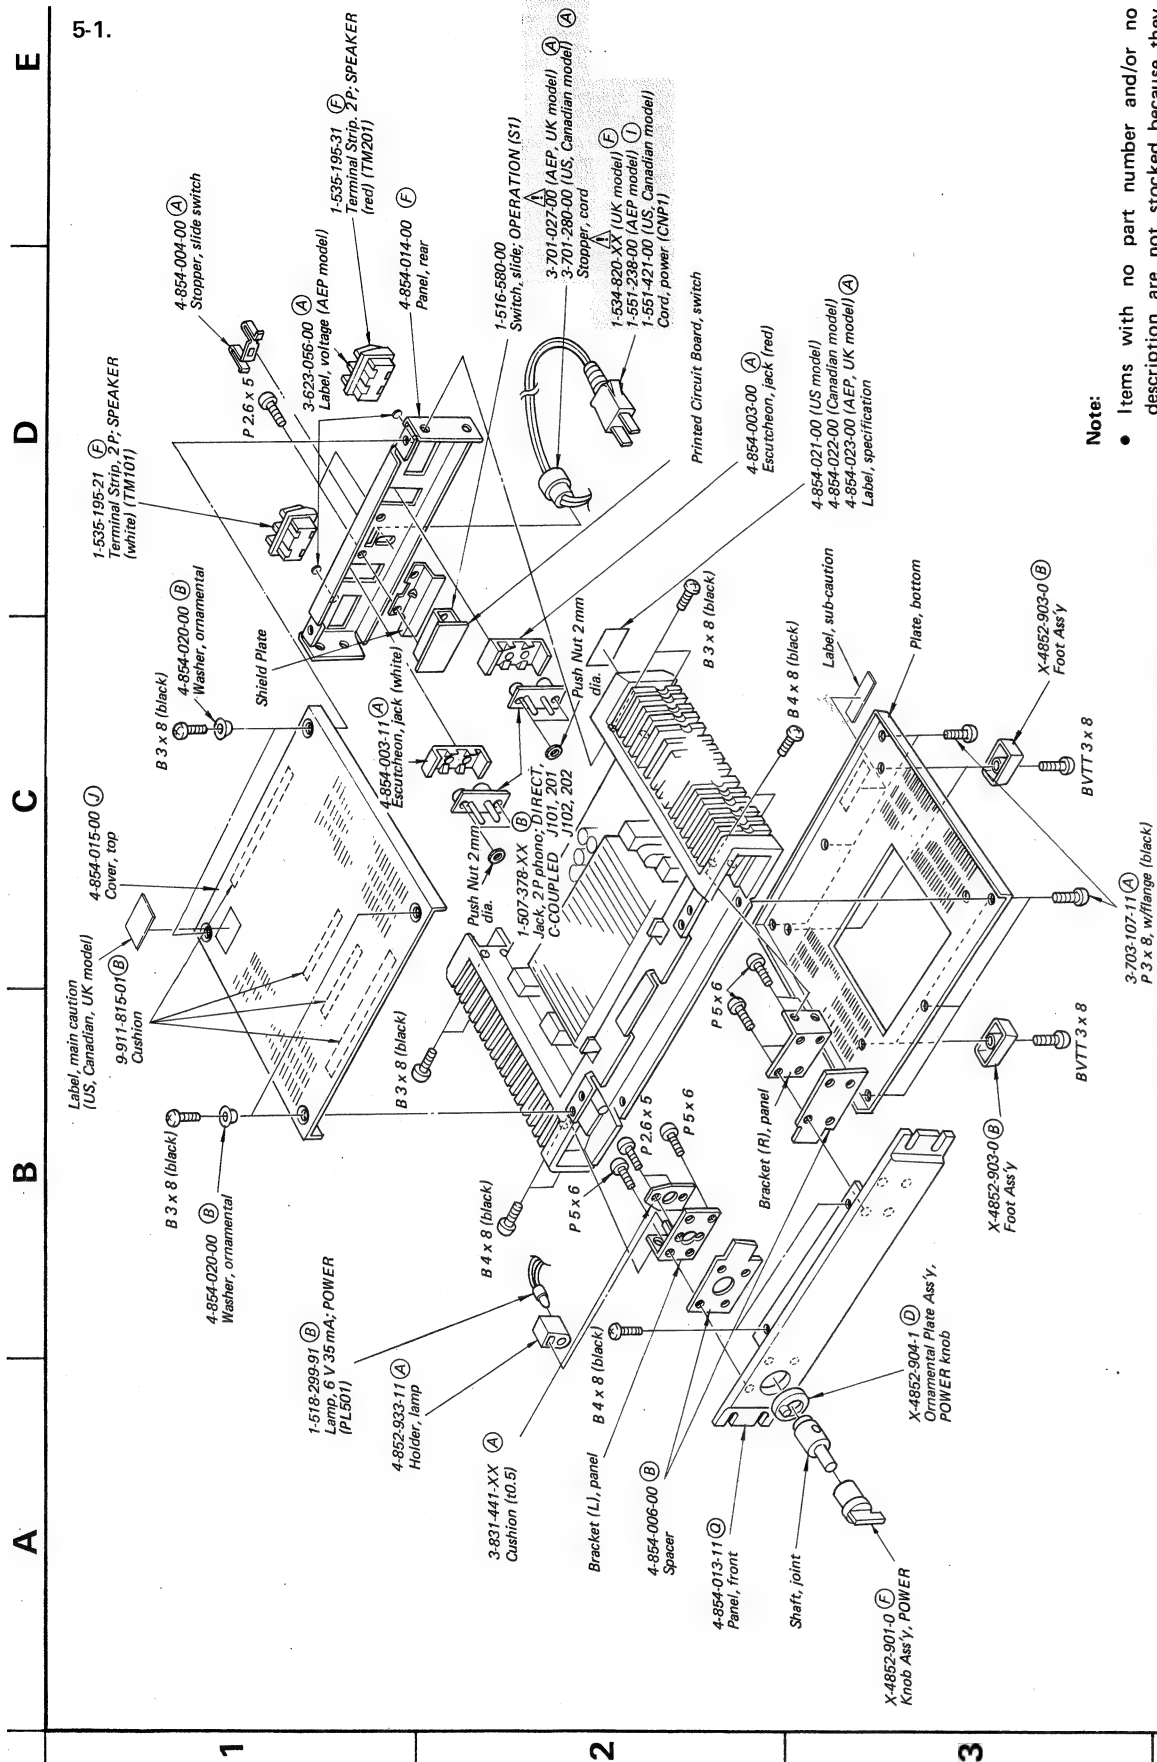 5-1.
A
B
C
D
E
1
2
3
Label, main caution
(US, Canadian, UK model)
9-911-815-01 (B)
Cushion
4-854-015-00 (J)
Cover, top
B 3 x 8 (black)
4-854-020-00 (B)
Washer, ornamental
B 3 x 8 (black)
4-854-020-00 (B)
Washer, ornamental
1-535-195-21 (F)
Terminal Strip, 2P; SPEAKER
(white) (TM101)
P 2.6 x 5
4-854-004-00 (A)
Stopper, slide switch
3-623-056-00 (A)
Label, voltage (AEP model)
1-535-195-31 (F)
Terminal Strip, 2P; SPEAKER
(red) (TM201)
4-854-014-00 (F)
Panel, rear
1-516-580-00
Switch, slide; OPERATION (S1)
3-701-027-00 (AEP, UK model) (A)
3-701-280-00 (US, Canadian model) (A)
Stopper, cord
1-534-820-XX (UK model) (F)
1-551-238-00 (AEP model) (I)
1-551-421-00 (US, Canadian model)
Cord, power (CNP1)
Printed Circuit Board, switch
4-854-003-00 (A)
Escutcheon, jack (red)
4-854-021-00 (US model)
4-854-022-00 (Canadian model)
4-854-023-00 (AEP, UK model) (A)
Label, specification
Shield Plate
4-854-003-11 (A)
Escutcheon, jack (white)
Push Nut 2 mm
dia.
Push Nut 2 mm
dia.
1-507-378-XX (B)
Jack, 2P phono; DIRECT,
C-COUPLED J101, 201
J102, 202
B 3 x 8 (black)
B 3 x 8 (black)
B 4 x 8 (black)
B 4 x 8 (black)
1-518-299-91 (B)
Lamp, 6 V 35 mA; POWER
(PL501)
4-852-933-11 (A)
Holder, lamp
3-831-441-XX (A)
Cushion (t0.5)
P 5 x 6
P 2.6 x 5
P 5 x 6
P 5 x 6
B 4 x 8 (black)
Bracket (L), panel
4-854-006-00 (B)
Spacer
Bracket (R), panel
4-854-013-11 (Q)
Panel, front
Shaft, joint
X-4852-901-0 (F)
Knob Ass'y, POWER
X-4852-904-1 (D)
Ornamental Plate Ass'y,
POWER knob
Label, sub-caution
Plate, bottom
X-4852-903-0 (B)
Foot Ass'y
BVTT 3 x 8
X-4852-903-0 (B)
Foot Ass'y
BVTT 3 x 8
3-703-107-11 (A)
P 3 x 8, w/flange (black)
Note:
• Items with no part number and/or no
description are not stocked because they